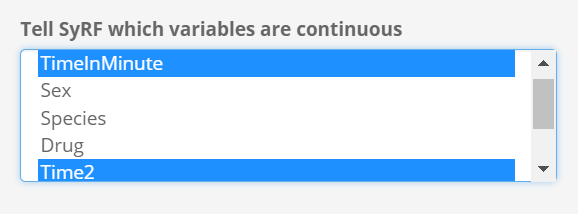 Tell SyRF which variables are continuous
TimeInMinute
Sex
Species
Drug
Time2